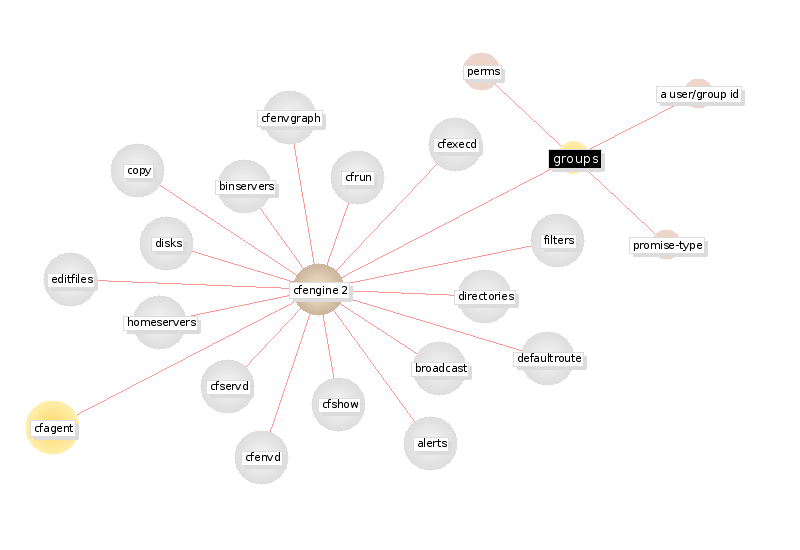 perms
a user/group id
cfenvgraph
cfexecd
groups
copy
binservers
cfrun
disks
filters
promise-type
editfiles
cfengine 2
directories
homeservers
defaultroute
broadcast
cfservd
cfshow
cfagent
alerts
cfenvd